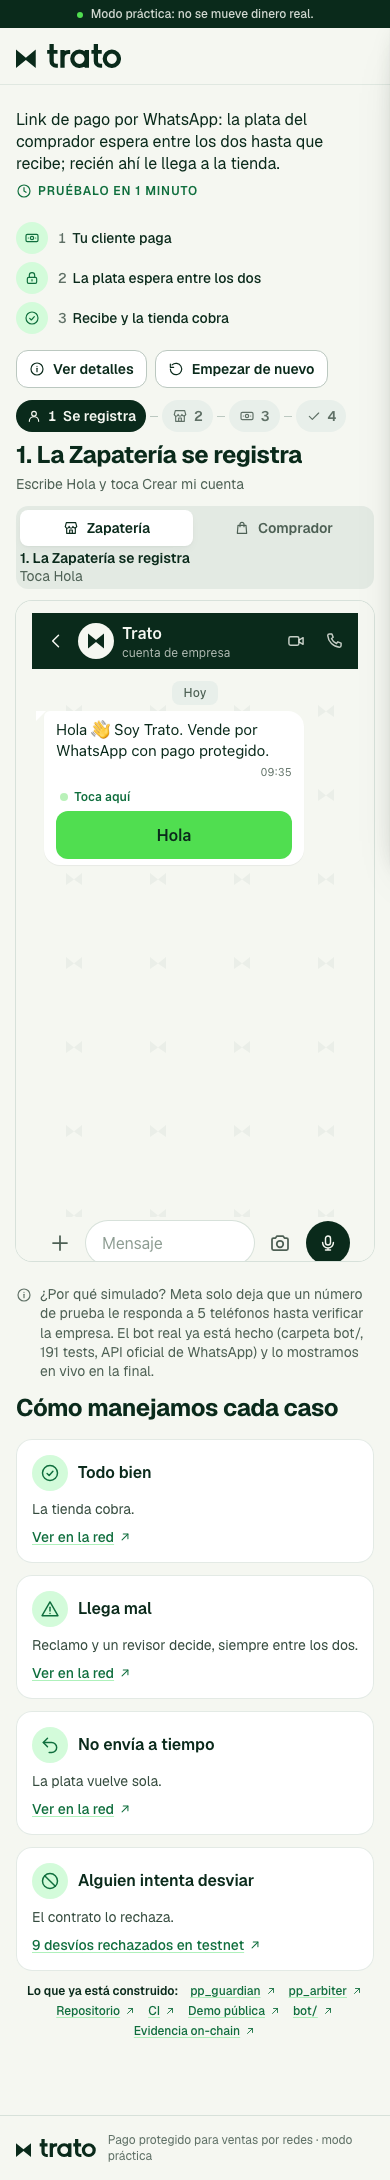 Modo práctica: no se mueve dinero real.
trato
Link de pago por WhatsApp: la plata del
comprador espera entre los dos hasta que
recibe; recién ahí le llega a la tienda.
PRUÉBALO EN 1 MINUTO
1 Tu cliente paga
2 La plata espera entre los dos
3 Recibe y la tienda cobra
Ver detalles
Empezar de nuevo
1 Se registra
2
3
4
1. La Zapatería se registra
Escribe Hola y toca Crear mi cuenta
Zapatería
Comprador
1. La Zapatería se registra
Toca Hola
Trato
cuenta de empresa
Hoy
Hola 👋 Soy Trato. Vende por
WhatsApp con pago protegido.
09:35
Toca aquí
Hola
Mensaje
¿Por qué simulado? Meta solo deja que un número
de prueba le responda a 5 teléfonos hasta verificar
la empresa. El bot real ya está hecho (carpeta bot/,
191 tests, API oficial de WhatsApp) y lo mostramos
en vivo en la final.
Cómo manejamos cada caso
Todo bien
La tienda cobra.
Ver en la red ↗
Llega mal
Reclamo y un revisor decide, siempre entre los dos.
Ver en la red ↗
No envía a tiempo
La plata vuelve sola.
Ver en la red ↗
Alguien intenta desviar
El contrato lo rechaza.
9 desvíos rechazados en testnet ↗
Lo que ya está construido: pp_guardian ↗ pp_arbiter ↗
Repositorio ↗ CI ↗ Demo pública ↗ bot/ ↗
Evidencia on-chain ↗
trato
Pago protegido para ventas por redes · modo
práctica